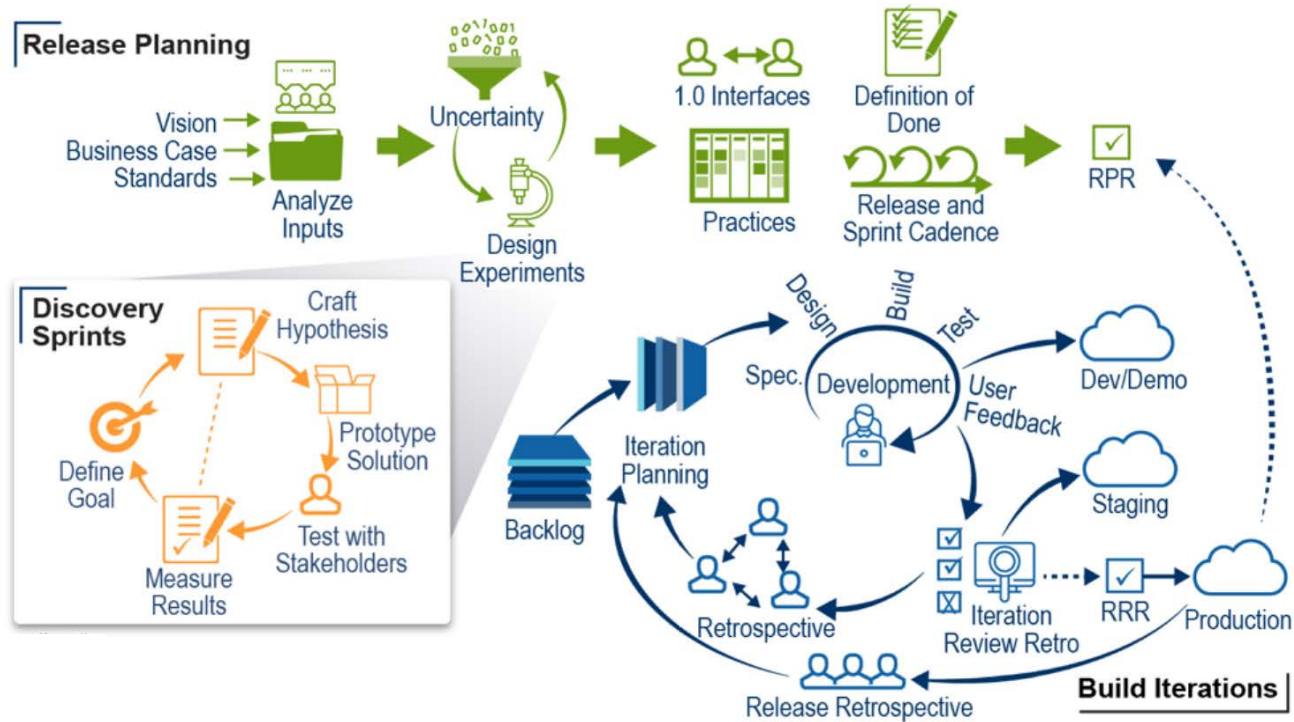 Release Planning
Vision
Business Case
Standards
Analyze
Inputs
Uncertainty
Design
Experiments
1.0 Interfaces
Practices
Definition of
Done
Release and
Sprint Cadence
RPR
Discovery
Sprints
Craft
Hypothesis
Prototype
Solution
Test with
Stakeholders
Measure
Results
Define
Goal
Backlog
Iteration
Planning
Spec.
Design
Build
Test
User
Feedback
Development
Dev/Demo
Staging
Iteration
Review Retro
RRR
Production
Retrospective
Release Retrospective
Build Iterations